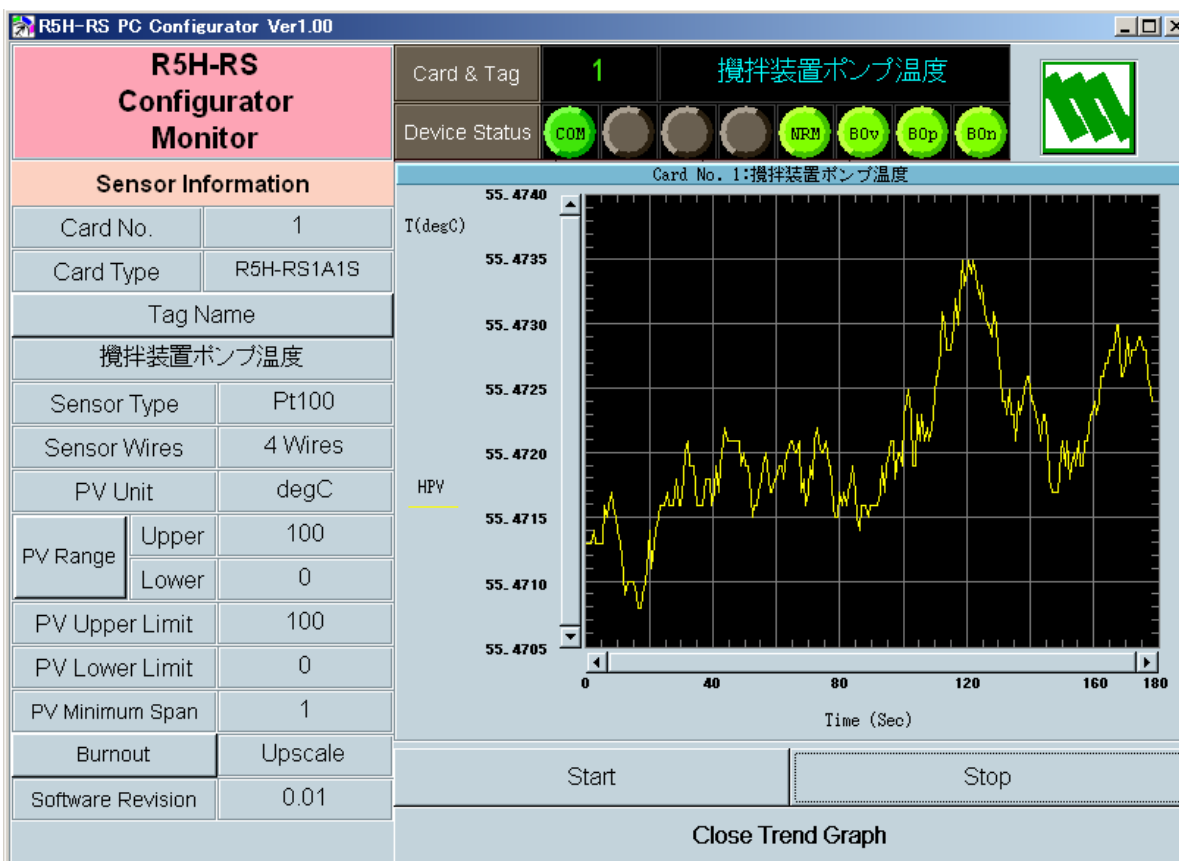 R5H-RS PC Configurator Ver1.00
R5H-RS
Configurator
Monitor
Card & Tag 1 攪拌装置ポンプ温度
Device Status COM NRM BOv BOp BOn
Sensor Information
Card No. 1
Card Type R5H-RS1A1S
Tag Name
攪拌装置ポンプ温度
Sensor Type Pt100
Sensor Wires 4 Wires
PV Unit degC
PV Range Upper 100
Lower 0
PV Upper Limit 100
PV Lower Limit 0
PV Minimum Span 1
Burnout Upscale
Software Revision 0.01
Card No. 1:攪拌装置ポンプ温度
T(degC)
55.4740
55.4735
55.4730
55.4725
55.4720
HPV
55.4715
55.4710
55.4705
0 40 80 120 160 180
Time (Sec)
Start Stop
Close Trend Graph